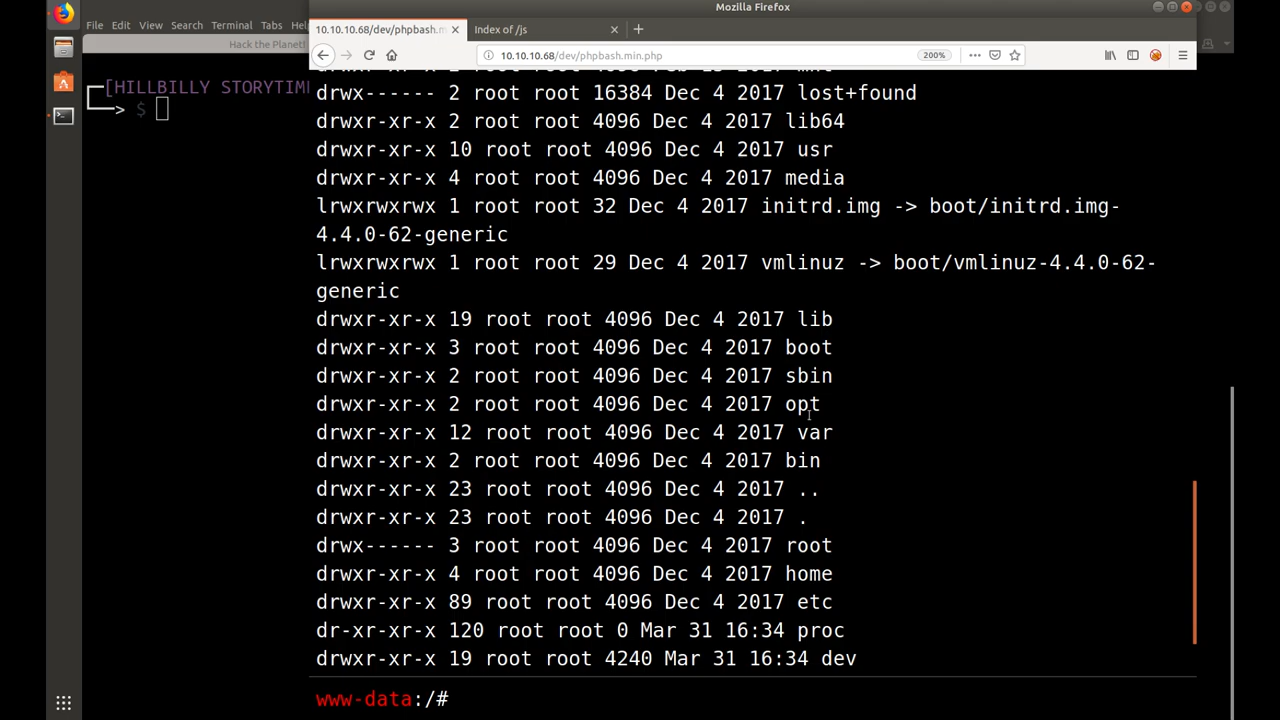 Mozilla Firefox
File Edit View Search Terminal Tabs
10.10.10.68/dev/phpbash.m
Index of /js
Hack the Planet!
10.10.10.68/dev/phpbash.min.php
200%
[HILLBILLY STORYTIM
> $
drwx------ 2 root root 16384 Dec 4 2017 lost+found
drwxr-xr-x 2 root root 4096 Dec 4 2017 lib64
drwxr-xr-x 10 root root 4096 Dec 4 2017 usr
drwxr-xr-x 4 root root 4096 Dec 4 2017 media
lrwxrwxrwx 1 root root 32 Dec 4 2017 initrd.img -> boot/initrd.img-
4.4.0-62-generic
lrwxrwxrwx 1 root root 29 Dec 4 2017 vmlinuz -> boot/vmlinuz-4.4.0-62-
generic
drwxr-xr-x 19 root root 4096 Dec 4 2017 lib
drwxr-xr-x 3 root root 4096 Dec 4 2017 boot
drwxr-xr-x 2 root root 4096 Dec 4 2017 sbin
drwxr-xr-x 2 root root 4096 Dec 4 2017 opt
drwxr-xr-x 12 root root 4096 Dec 4 2017 var
drwxr-xr-x 2 root root 4096 Dec 4 2017 bin
drwxr-xr-x 23 root root 4096 Dec 4 2017 ..
drwxr-xr-x 23 root root 4096 Dec 4 2017 .
drwx------ 3 root root 4096 Dec 4 2017 root
drwxr-xr-x 4 root root 4096 Dec 4 2017 home
drwxr-xr-x 89 root root 4096 Dec 4 2017 etc
dr-xr-xr-x 120 root root 0 Mar 31 16:34 proc
drwxr-xr-x 19 root root 4240 Mar 31 16:34 dev
www-data:/#